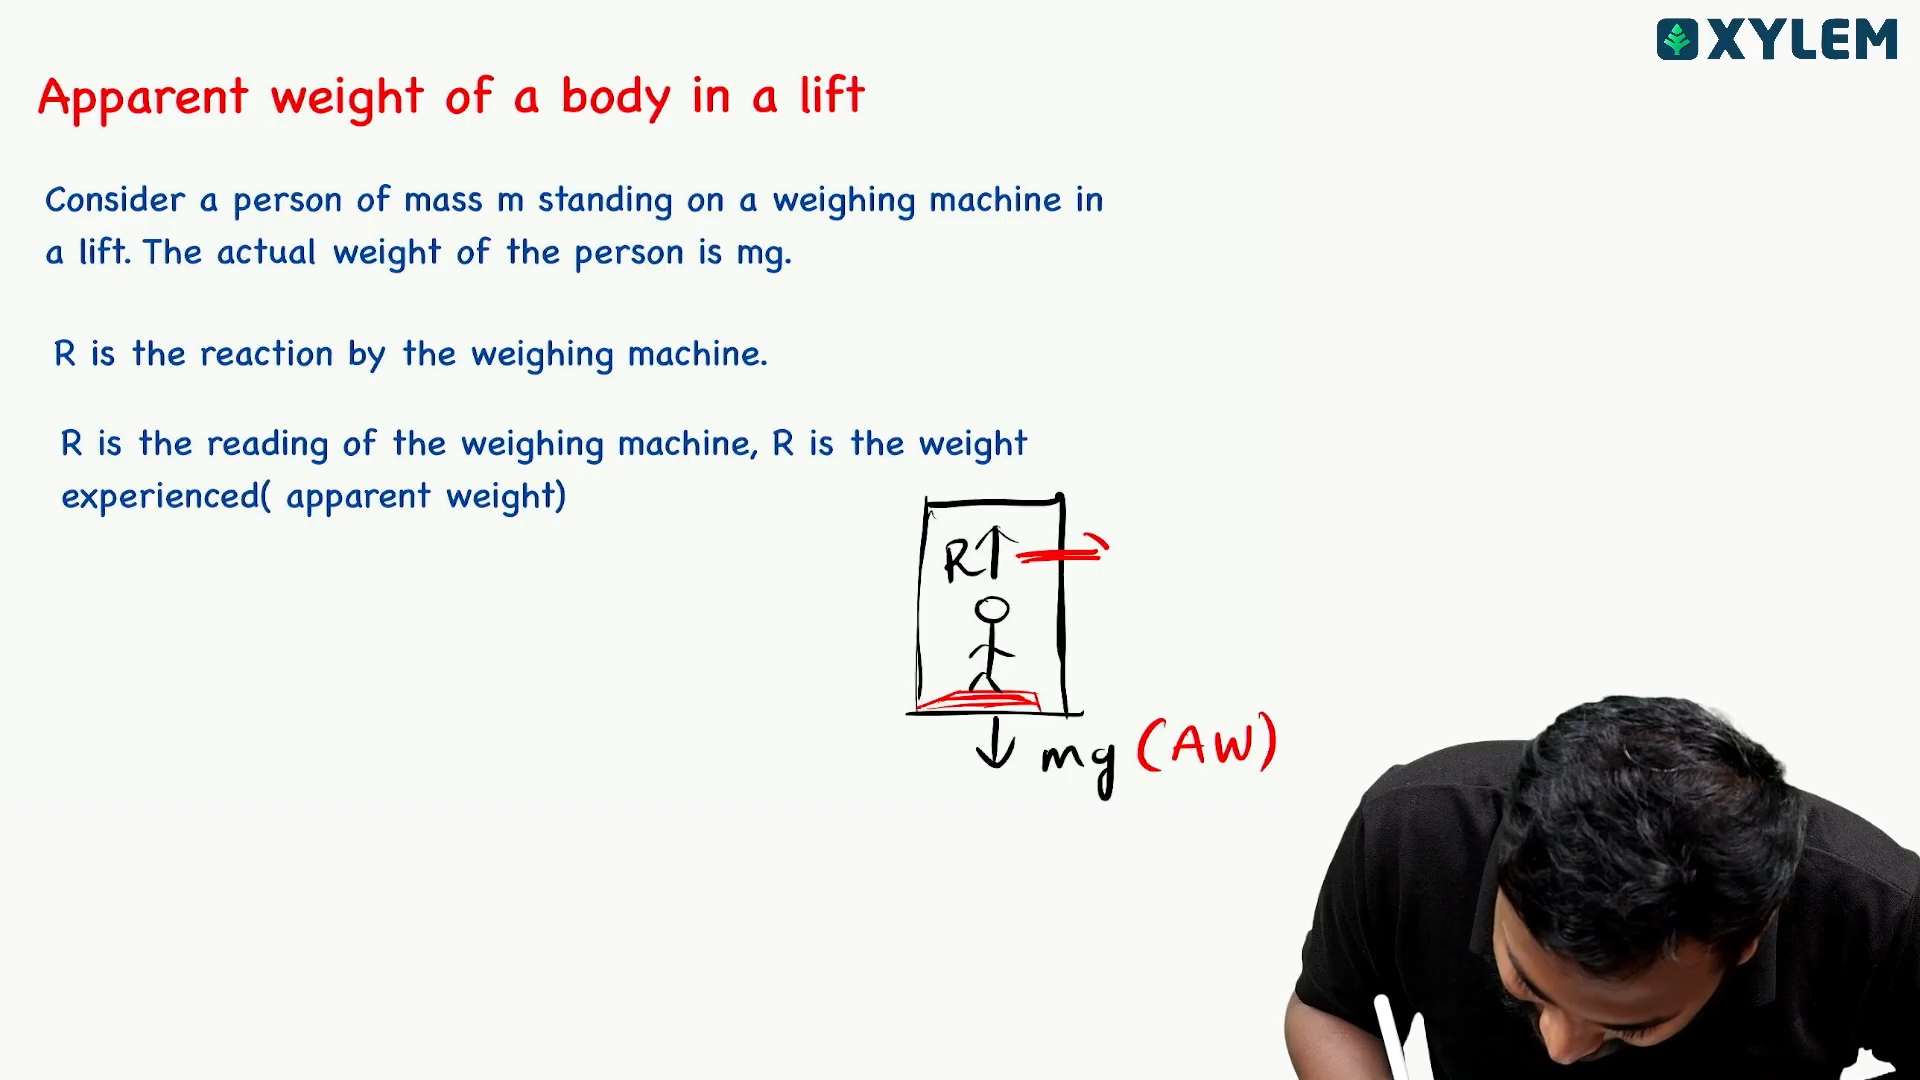 XYLEM
Apparent weight of a body in a lift
Consider a person of mass m standing on a weighing machine in
a lift. The actual weight of the person is mg.
R is the reaction by the weighing machine.
R is the reading of the weighing machine, R is the weight
experienced( apparent weight)
R
mg (AW)